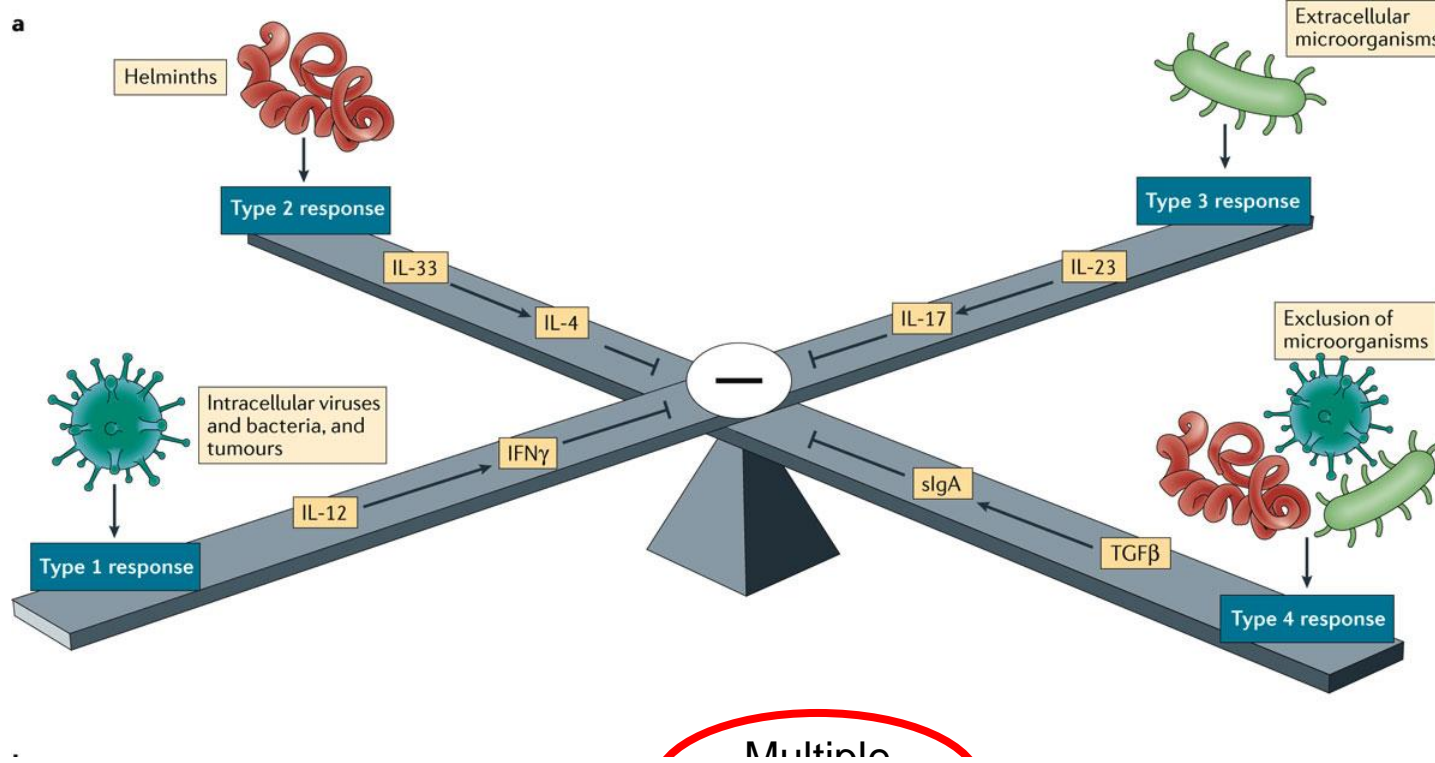 a
Helminths
Extracellular
microorganisms
Type 2 response
Type 3 response
IL-33
IL-23
IL-4
IL-17
Exclusion of
microorganisms
Intracellular viruses
and bacteria, and
tumours
IFNγ
sIgA
IL-12
TGFβ
Type 1 response
Type 4 response
Multiple